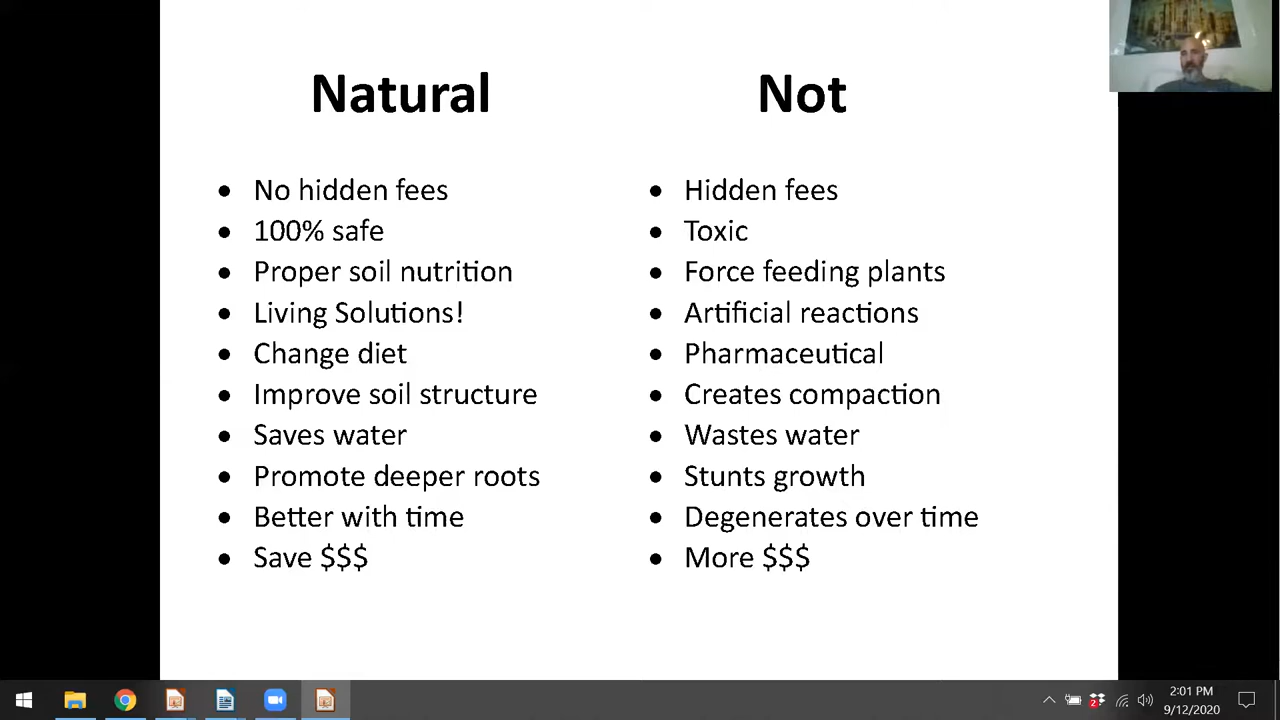 Natural
Not
No hidden fees
100% safe
Proper soil nutrition
Living Solutions!
Change diet
Improve soil structure
Saves water
Promote deeper roots
Better with time
Save $$$
Hidden fees
Toxic
Force feeding plants
Artificial reactions
Pharmaceutical
Creates compaction
Wastes water
Stunts growth
Degenerates over time
More $$$
2
2:01 PM
9/12/2020